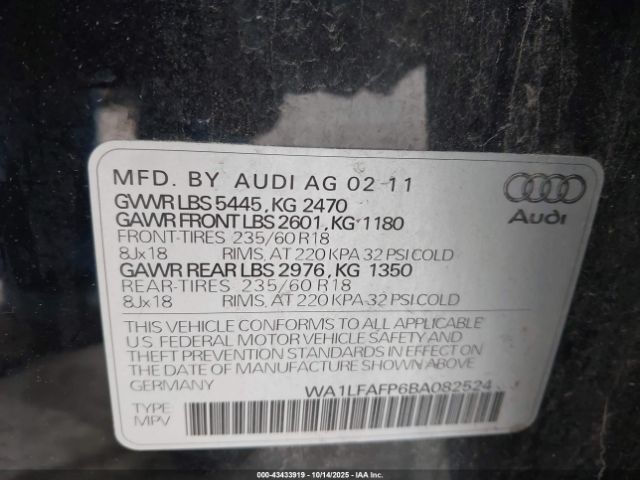 MFD. BY AUDI AG 02-11
GVWR LBS 5445, KG 2470
GAWR FRONT LBS 2601, KG 1180
FRONT-TIRES 235/60 R18
8Jx18 RIMS, AT 220 KPA 32 PSI COLD
GAWR REAR LBS 2976, KG 1350
REAR-TIRES 235/60 R18
8Jx18 RIMS, AT 220 KPA-32 PSI COLD
Audi
THIS VEHICLE CONFORMS TO ALL APPLICABLE
U.S FEDERAL MOTOR VEHICLE SAFETY AND
THEFT PREVENTION STANDARDS IN EFFECT ON
THE DATE OF MANUFACTURE SHOWN ABOVE
GERMANY
WA1LFAFP6BA082524
TYPE:
MPV
000-43433919 - 10/14/2025 - IAA Inc.